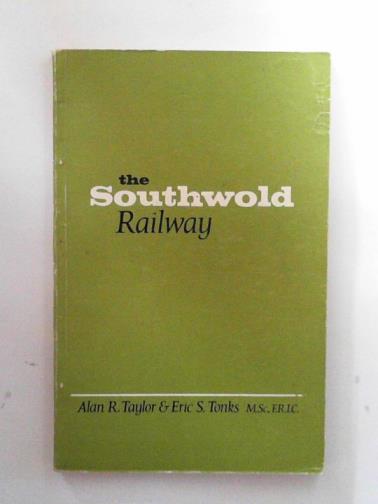 the
Southwold
Railway
Alan R. Taylor & Eric S. Tonks M.Sc., F.R.I.C.